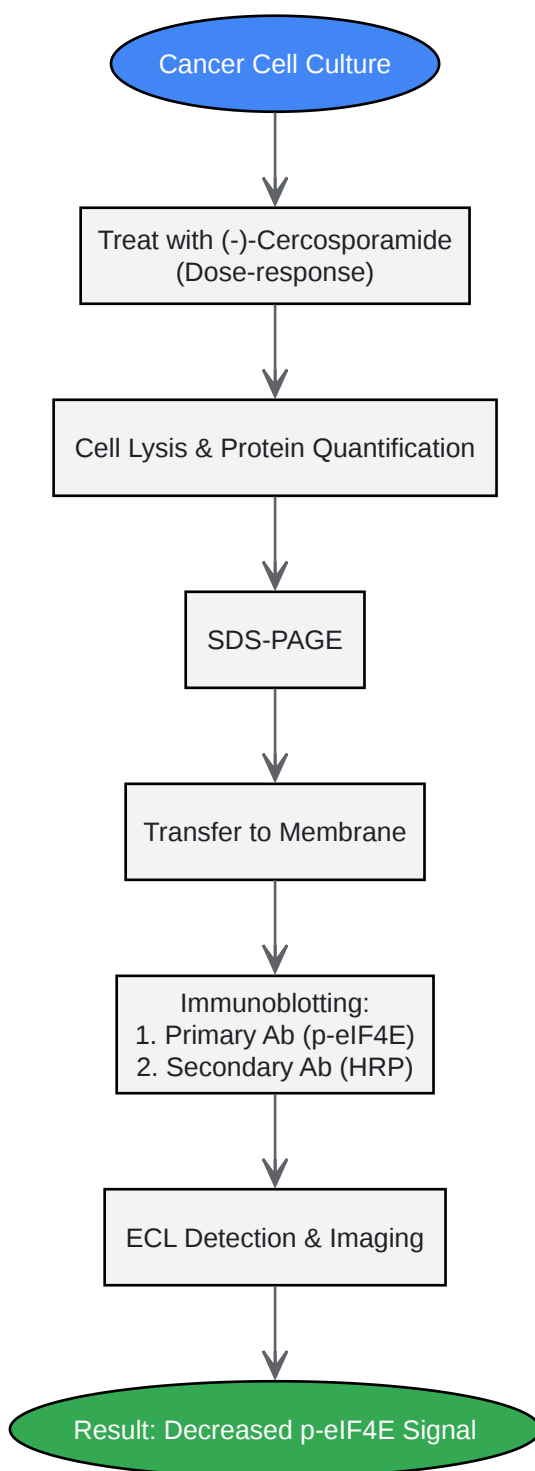 Cancer Cell Culture
Treat with (-)-Cercosporamide
(Dose-response)
Cell Lysis & Protein Quantification
SDS-PAGE
Transfer to Membrane
Immunoblotting:
1. Primary Ab (p-eIF4E)
2. Secondary Ab (HRP)
ECL Detection & Imaging
Result: Decreased p-eIF4E Signal